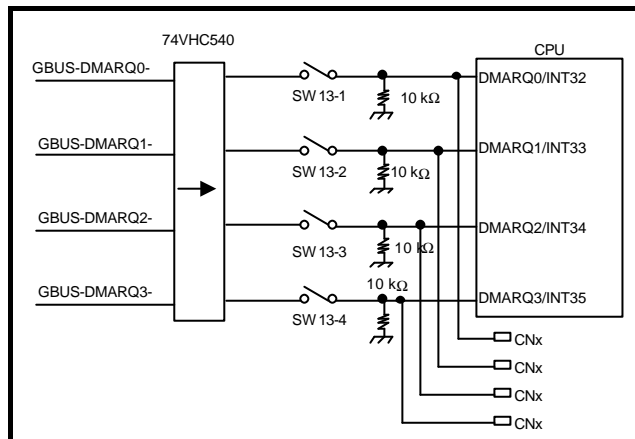 74VHC540
CPU
GBUS-DMARQ0-
SW 13-1
10 kΩ
DMARQ0/INT32
GBUS-DMARQ1-
SW 13-2
10 kΩ
DMARQ1/INT33
GBUS-DMARQ2-
SW 13-3
10 kΩ
DMARQ2/INT34
GBUS-DMARQ3-
SW 13-4
10 kΩ
DMARQ3/INT35
CNx
CNx
CNx
CNx